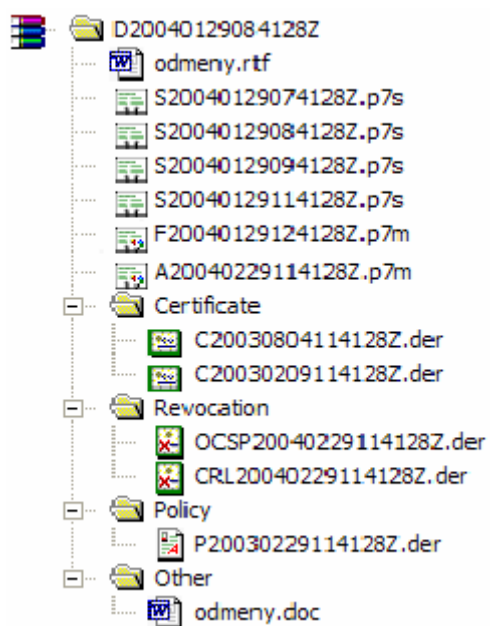 D20040129084128Z
odmeny.rtf
S20040129074128Z.p7s
S20040129084128Z.p7s
S20040129094128Z.p7s
S20040129114128Z.p7s
F20040129124128Z.p7m
A20040229114128Z.p7m
Certificate
C20030804114128Z.der
C20030209114128Z.der
Revocation
OCSP20040229114128Z.der
CRL20040229114128Z.der
Policy
P20030229114128Z.der
Other
odmeny.doc